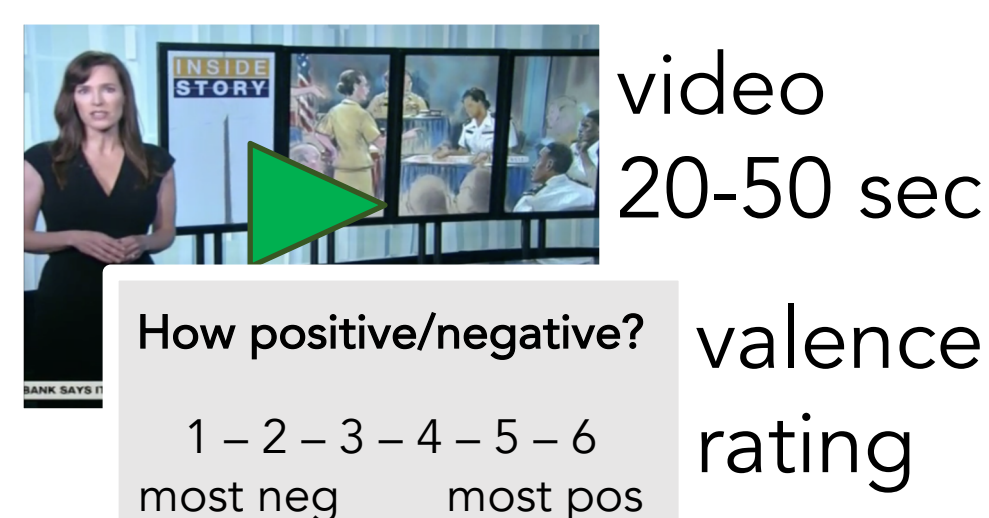 INSIDE
STORY
video
20-50 sec
BANK SAYS IT
How positive/negative?
1 – 2 – 3 – 4 – 5 – 6
most neg most pos
valence
rating